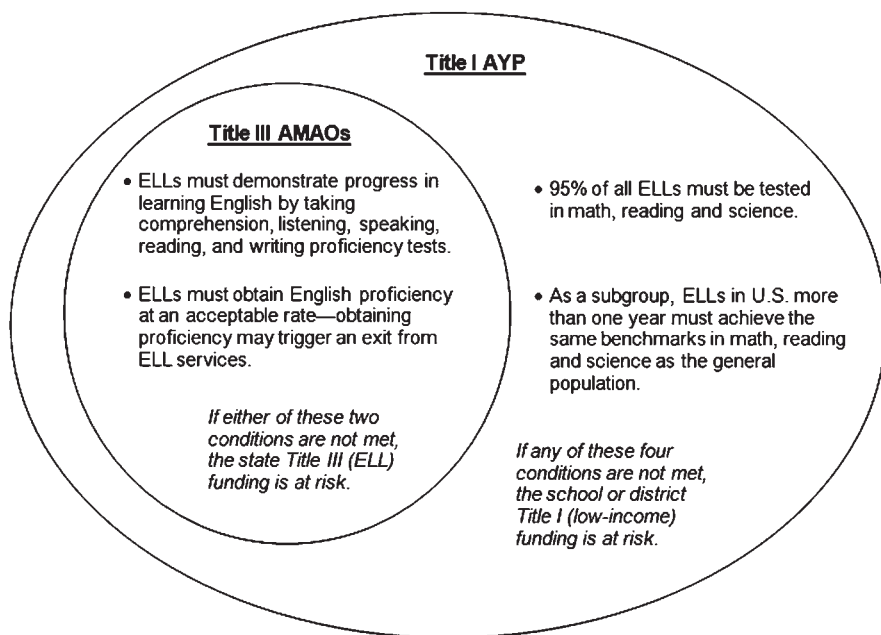 Title I AYP
Title III AMAOs
• ELLs must demonstrate progress in
learning English by taking
comprehension, listening, speaking,
reading, and writing proficiency tests.
• ELLs must obtain English proficiency
at an acceptable rate—obtaining
proficiency may trigger an exit from
ELL services.
If either of these two
conditions are not met,
the state Title III (ELL)
funding is at risk.
• 95% of all ELLs must be tested
in math, reading and science.
• As a subgroup, ELLs in U.S. more
than one year must achieve the
same benchmarks in math, reading
and science as the general
population.
If any of these four
conditions are not met,
the school or district
Title I (low-income)
funding is at risk.